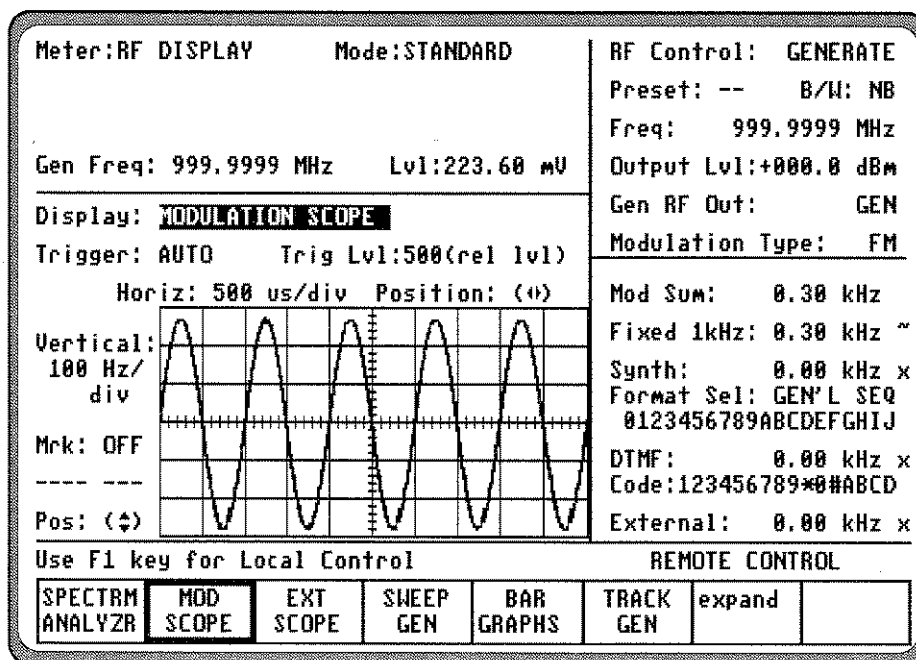 Meter:RF DISPLAY Mode:STANDARD
Gen Freq: 999.9999 MHz Lvl:223.60 mV
Display: MODULATION SCOPE
Trigger: AUTO Trig Lvl:500(rel lvl)
Horiz: 500 us/div Position: (↔)
Vertical:
100 Hz/
div
Mrk: OFF
---- ---
Pos: (↕)
RF Control: GENERATE
Preset: -- B/W: NB
Freq: 999.9999 MHz
Output Lvl:+000.0 dBm
Gen RF Out: GEN
Modulation Type: FM
Mod Sum: 0.30 kHz
Fixed 1kHz: 0.30 kHz ~
Synth: 0.00 kHz x
Format Sel: GEN'L SEQ
0123456789ABCDEFGHIJ
DTMF: 0.00 kHz x
Code:123456789*0#ABCD
External: 0.00 kHz x
Use F1 key for Local Control REMOTE CONTROL
SPECTRM ANALYZR
MOD SCOPE
EXT SCOPE
SWEEP GEN
BAR GRAPHS
TRACK GEN
expand